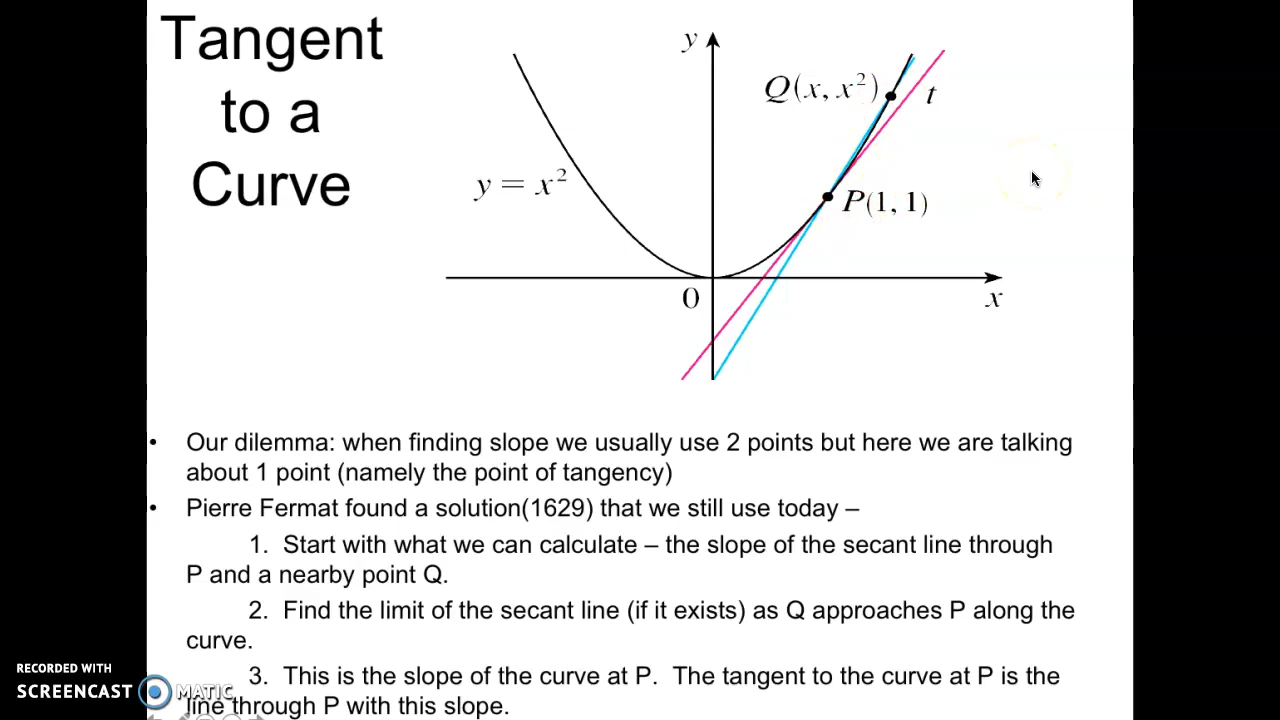 Tangent
to a
Curve
y
Q(x, x²)
t
y = x²
P(1, 1)
0
x
• Our dilemma: when finding slope we usually use 2 points but here we are talking
about 1 point (namely the point of tangency)
• Pierre Fermat found a solution(1629) that we still use today –
1. Start with what we can calculate – the slope of the secant line through
P and a nearby point Q.
2. Find the limit of the secant line (if it exists) as Q approaches P along the
curve.
3. This is the slope of the curve at P. The tangent to the curve at P is the
line through P with this slope.
RECORDED WITH
SCREENCAST MATIC